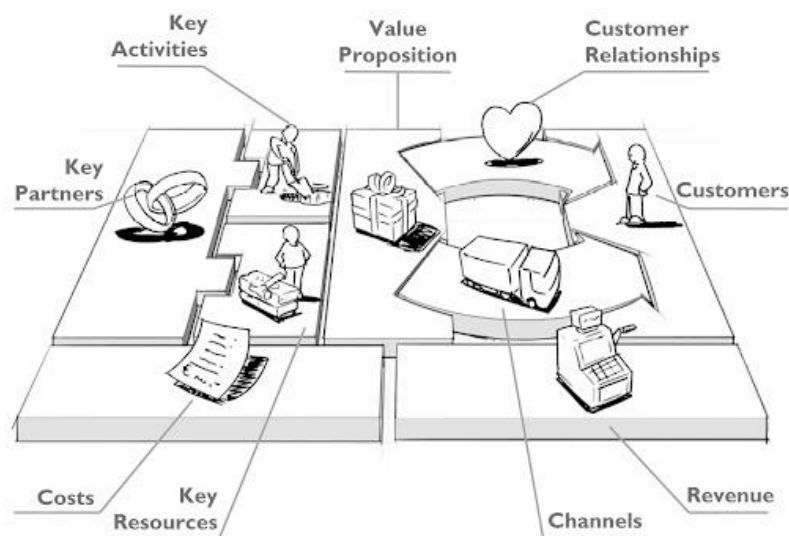 Key
Activities
Value
Proposition
Customer
Relationships
Key
Partners
Customers
Costs
Key
Resources
Channels
Revenue